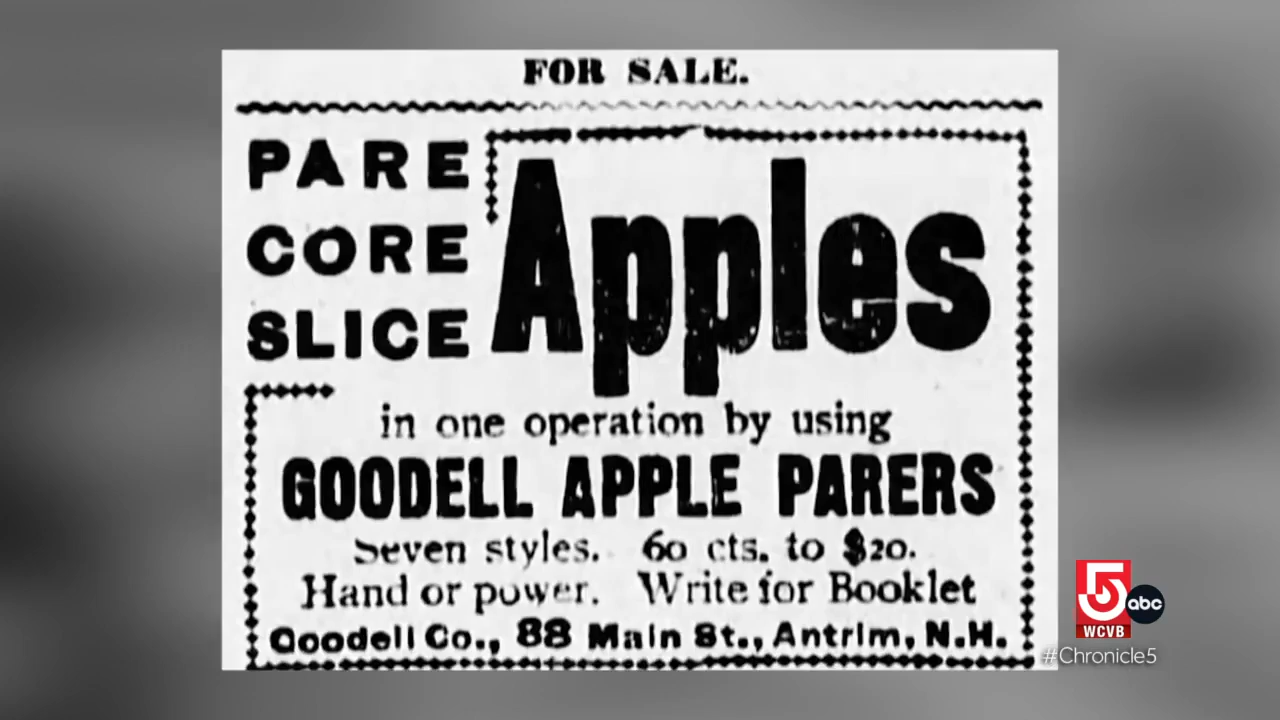 FOR SALE.
PARE
CORE
SLICE
Apples
in one operation by using
GOODELL APPLE PARERS
Seven styles. 60 cts. to $20.
Hand or power. Write for Booklet
Goodell Co., 88 Main St., Antrim, N.H.
5
abc
WCVB
#Chronicle5